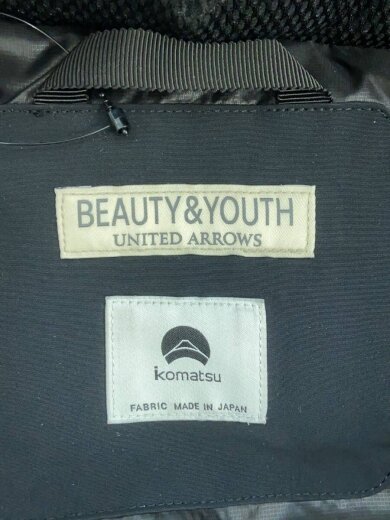 BEAUTY&YOUTH
UNITED ARROWS
komatsu
FABRIC MADE IN JAPAN